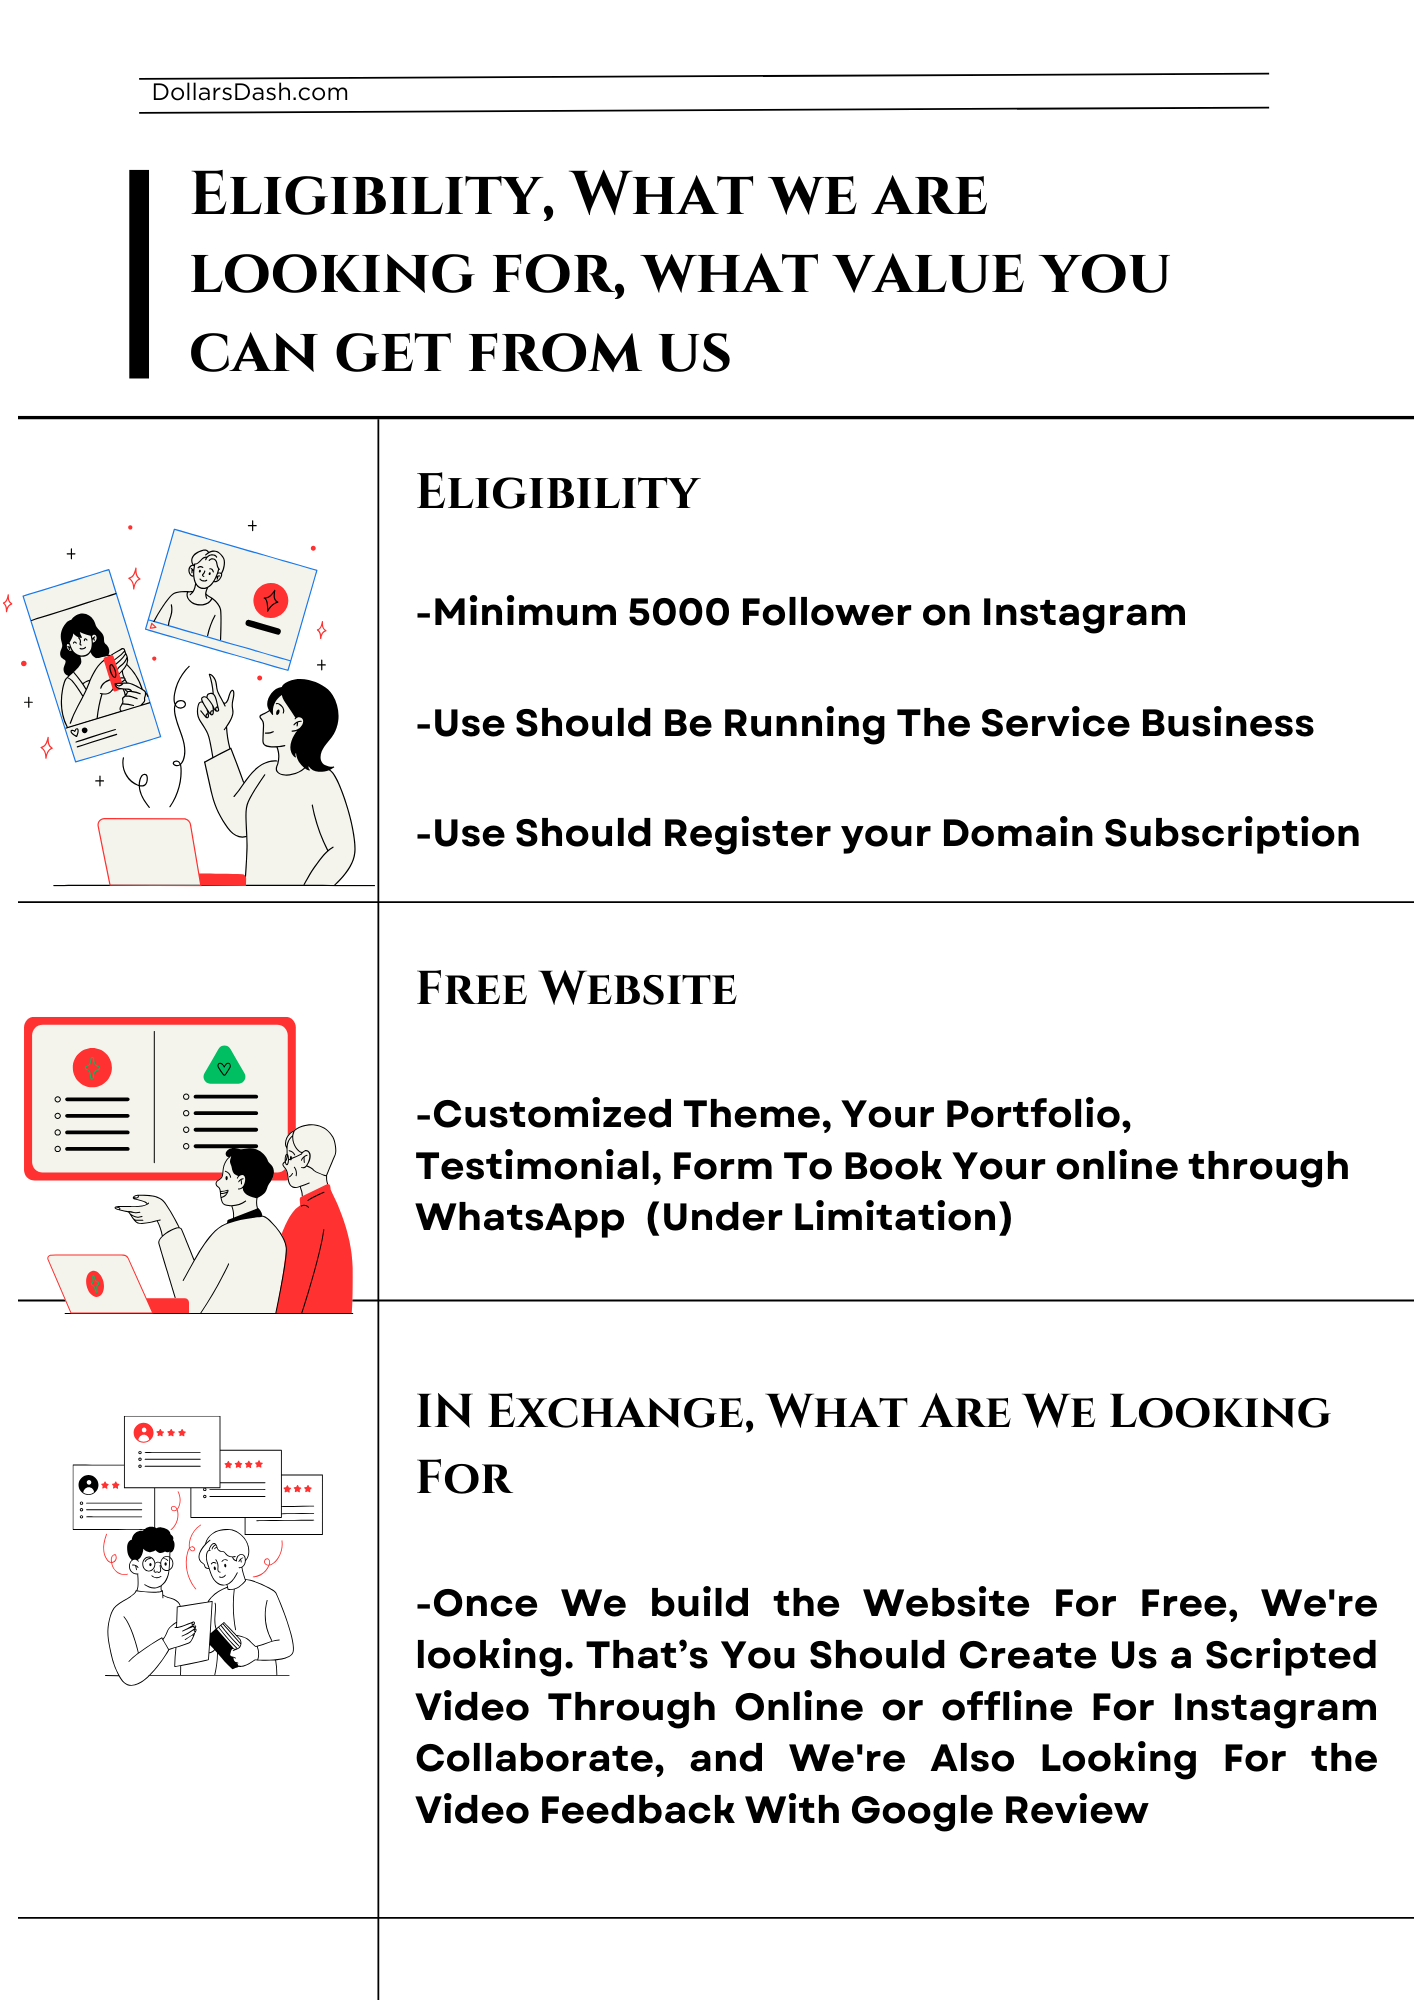 DollarsDash.com
Eligibility, What we are
looking for, what value you
can get from us
Eligibility
-Minimum 5000 Follower on Instagram
-Use Should Be Running The Service Business
-Use Should Register your Domain Subscription
Free Website
-Customized Theme, Your Portfolio,
Testimonial, Form To Book Your online through
WhatsApp (Under Limitation)
IN Exchange, What Are We Looking
For
-Once We build the Website For Free, We're
looking. That’s You Should Create Us a Scripted
Video Through Online or offline For Instagram
Collaborate, and We're Also Looking For the
Video Feedback With Google Review